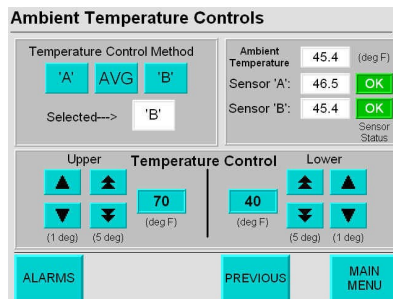 Ambient Temperature Controls
Temperature Control Method
'A' AVG 'B'
Selected---> 'B'
Ambient Temperature 45.4 (deg F)
Sensor 'A': 46.5 OK
Sensor 'B': 45.4 OK
Sensor Status
Upper Temperature Control Lower
70 40
(deg F) (deg F)
(1 deg) (5 deg) (5 deg) (1 deg)
ALARMS PREVIOUS MAIN MENU